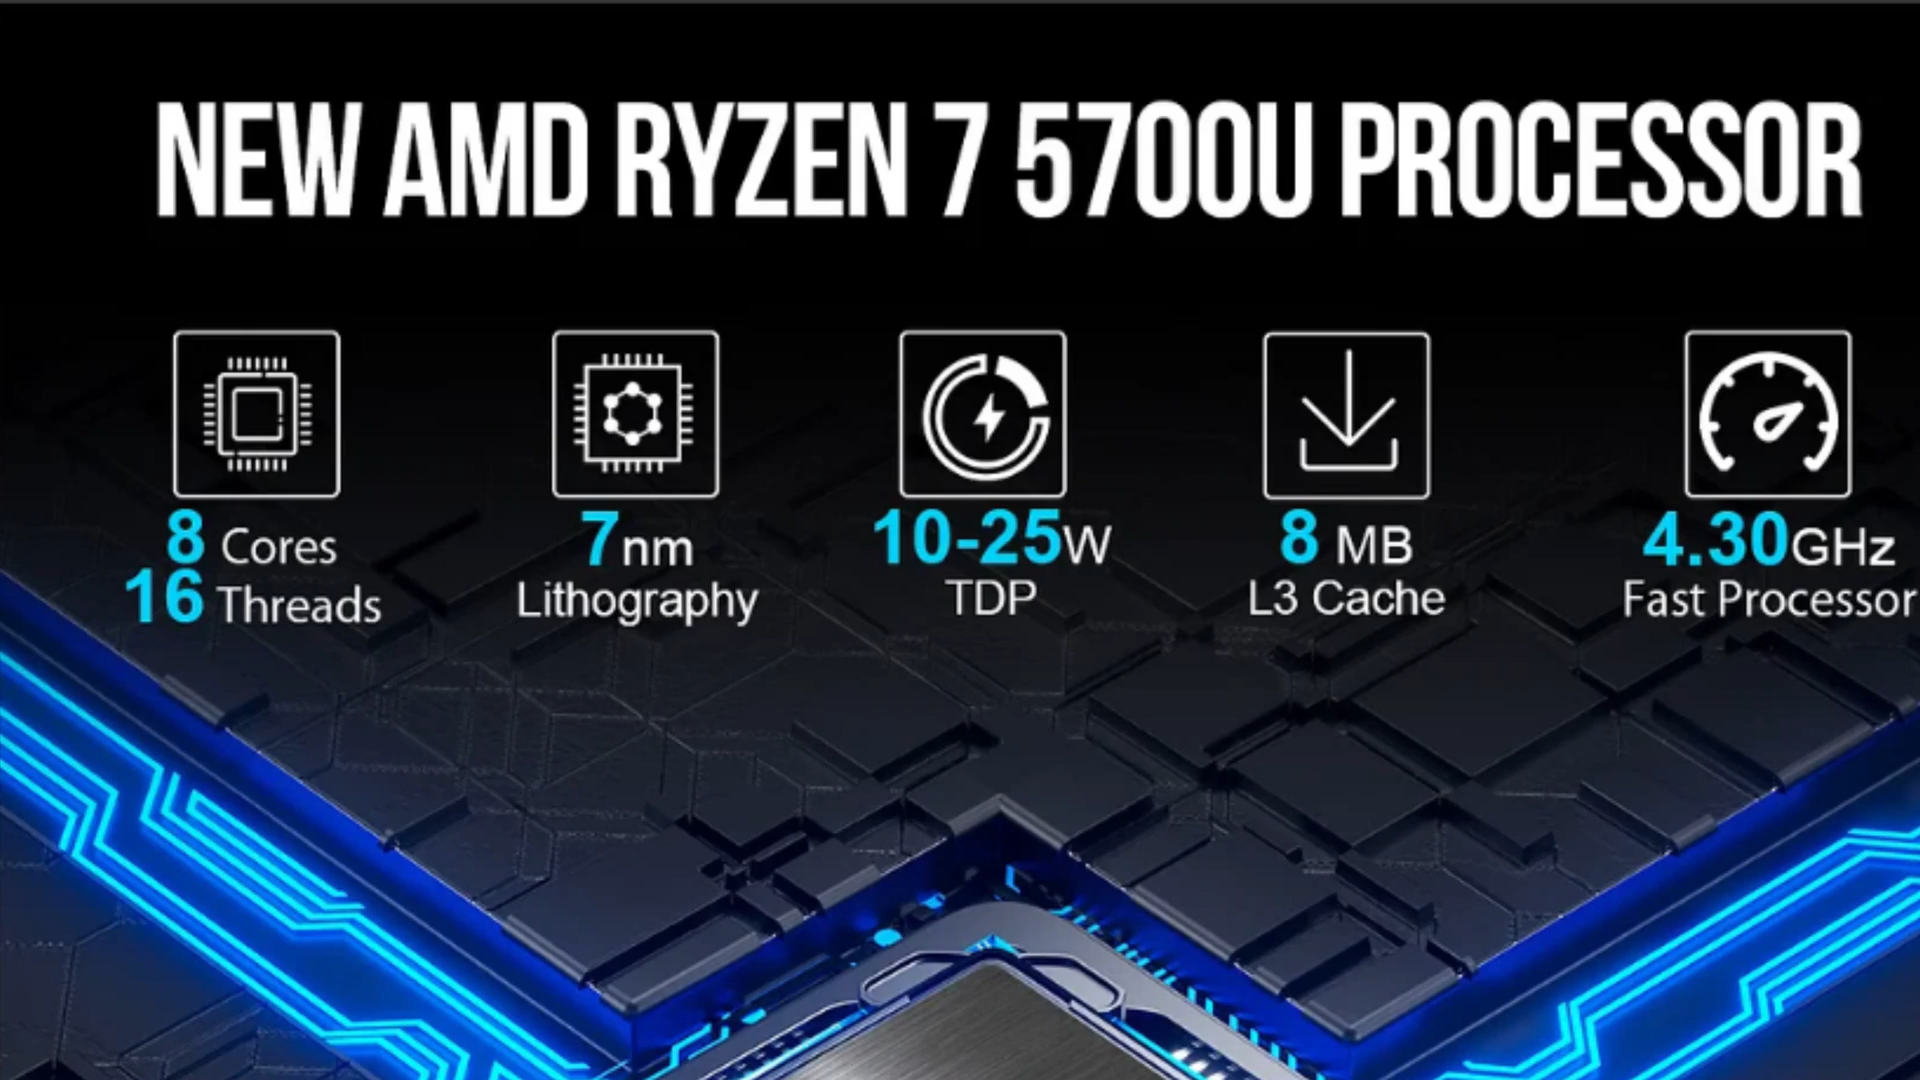 NEW AMD RYZEN 7 5700U PROCESSOR
8 Cores
16 Threads
7nm
Lithography
10-25W
TDP
8 MB
L3 Cache
4.30GHz
Fast Processor